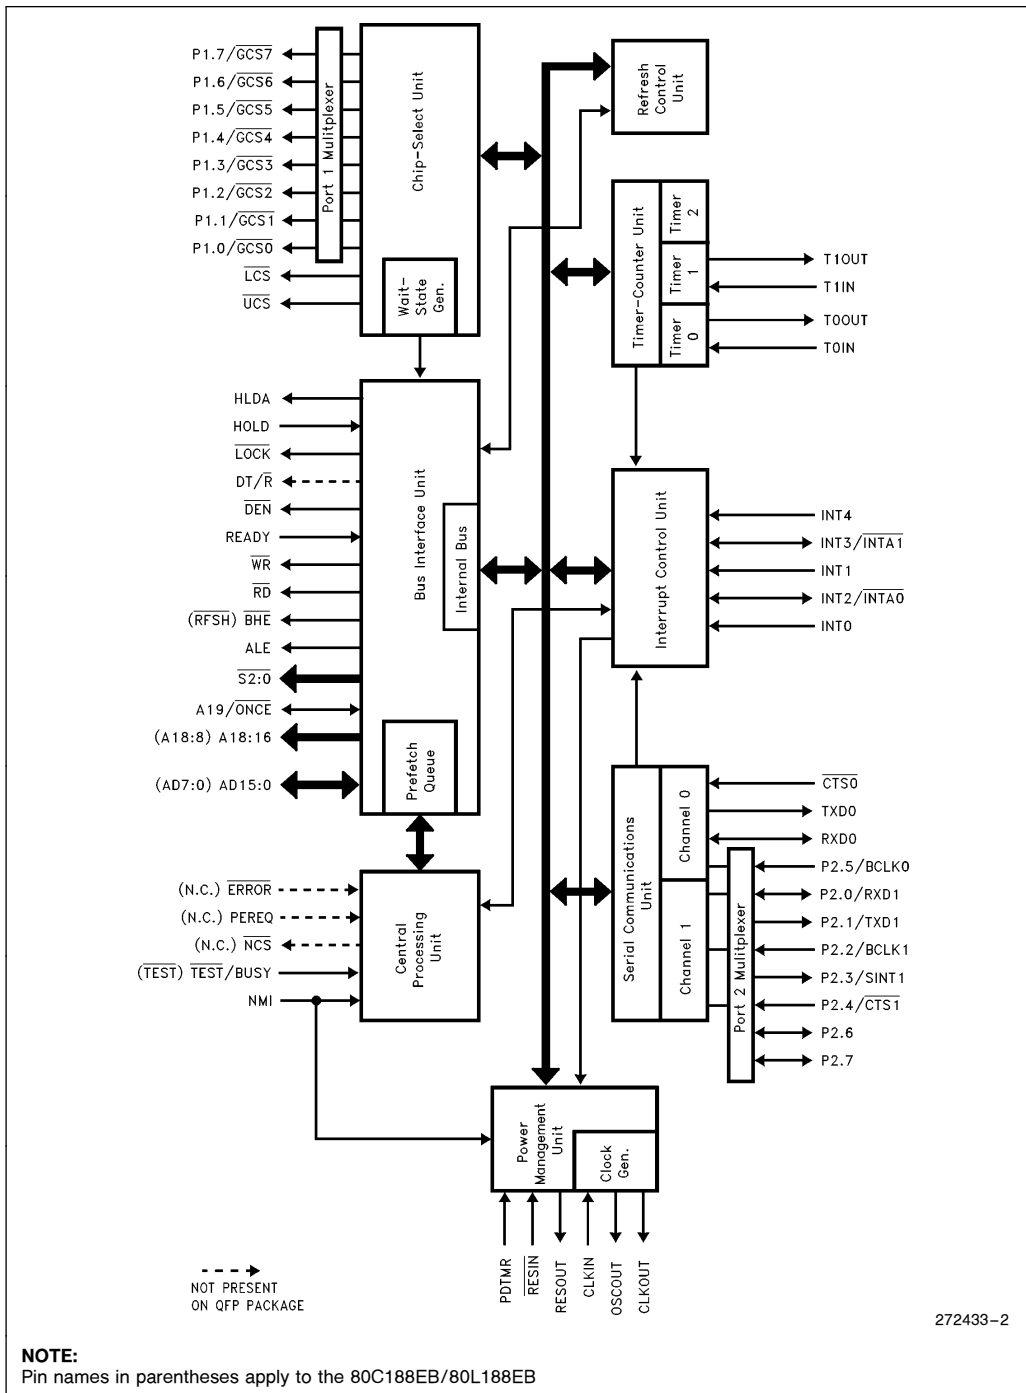 P1.7/GCS7
P1.6/GCS6
P1.5/GCS5
P1.4/GCS4
P1.3/GCS3
P1.2/GCS2
P1.1/GCS1
P1.0/GCS0
LCS
UCS
Port 1 Mulitplexer
Chip-Select Unit
Wait-
State
Gen.
Refresh
Control
Unit
Timer-Counter Unit
Timer
2
Timer
1
Timer
0
T1OUT
T1IN
T0OUT
T0IN
HLDA
HOLD
LOCK
DT/R
DEN
READY
WR
RD
(RFSH) BHE
ALE
S2:0
A19/ONCE
(A18:8) A18:16
(AD7:0) AD15:0
Bus Interface Unit
Internal Bus
Prefetch
Queue
Interrupt Control Unit
INT4
INT3/INTA1
INT1
INT2/INTA0
INT0
(N.C.) ERROR
(N.C.) PEREQ
(N.C.) NCS
(TEST) TEST/BUSY
NMI
Central
Processing
Unit
Serial Communications
Unit
Channel 0
Channel 1
Port 2 Mulitplexer
CTS0
TXD0
RXD0
P2.5/BCLK0
P2.0/RXD1
P2.1/TXD1
P2.2/BCLK1
P2.3/SINT1
P2.4/CTS1
P2.6
P2.7
Power
Management
Unit
Clock
Gen.
PDTMR
RESIN
RESOUT
CLKIN
OSCOUT
CLKOUT
NOT PRESENT
ON QFP PACKAGE
272433–2
NOTE:
Pin names in parentheses apply to the 80C188EB/80L188EB